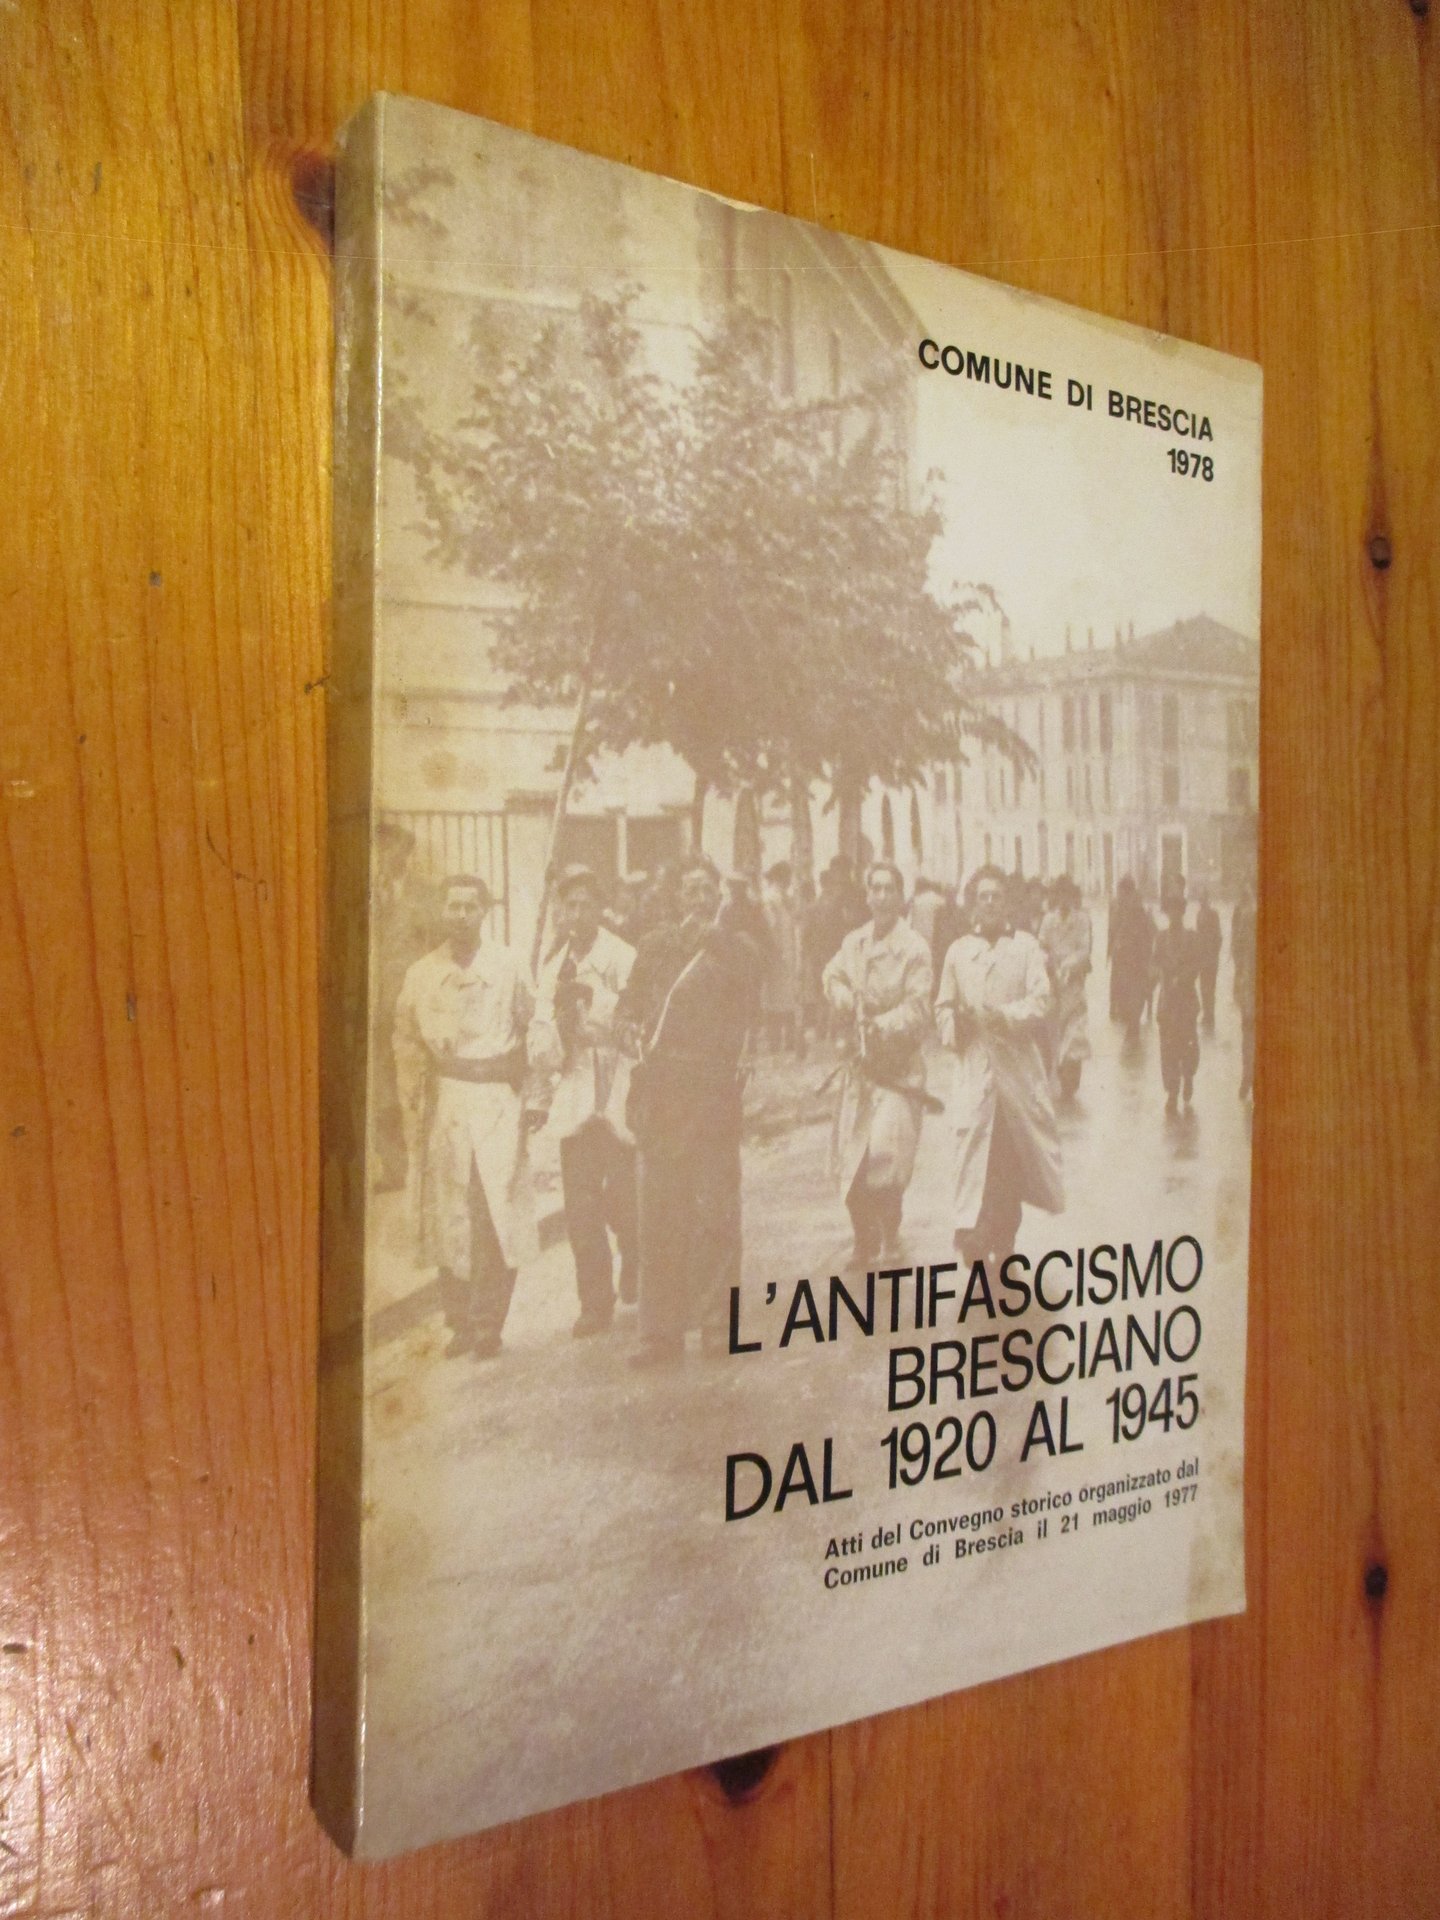 COMUNE DI BRESCIA
1978
L'ANTIFASCISMO
BRESCIANO
DAL 1920 AL 1945
Atti del Convegno storico organizzato dal
Comune di Brescia il 21 maggio 1977